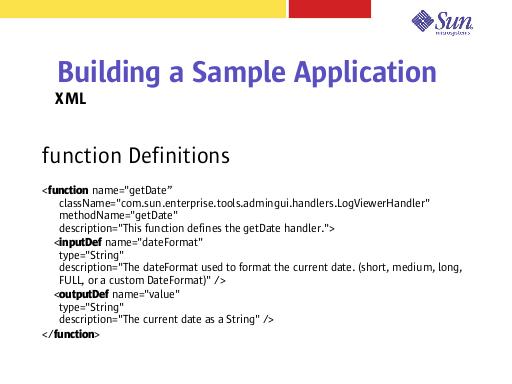 Sun
microsystems
Building a Sample Application
XML
function Definitions
<function name="getDate"
className="com.sun.enterprise.tools.admingui.handlers.LogViewerHandler"
methodName="getDate"
description="This function defines the getDate handler.">
<inputDef name="dateFormat"
type="String"
description="The dateFormat used to format the current date. (short, medium, long,
FULL, or a custom DateFormat)" />
<outputDef name="value"
type="String"
description="The current date as a String" />
</function>